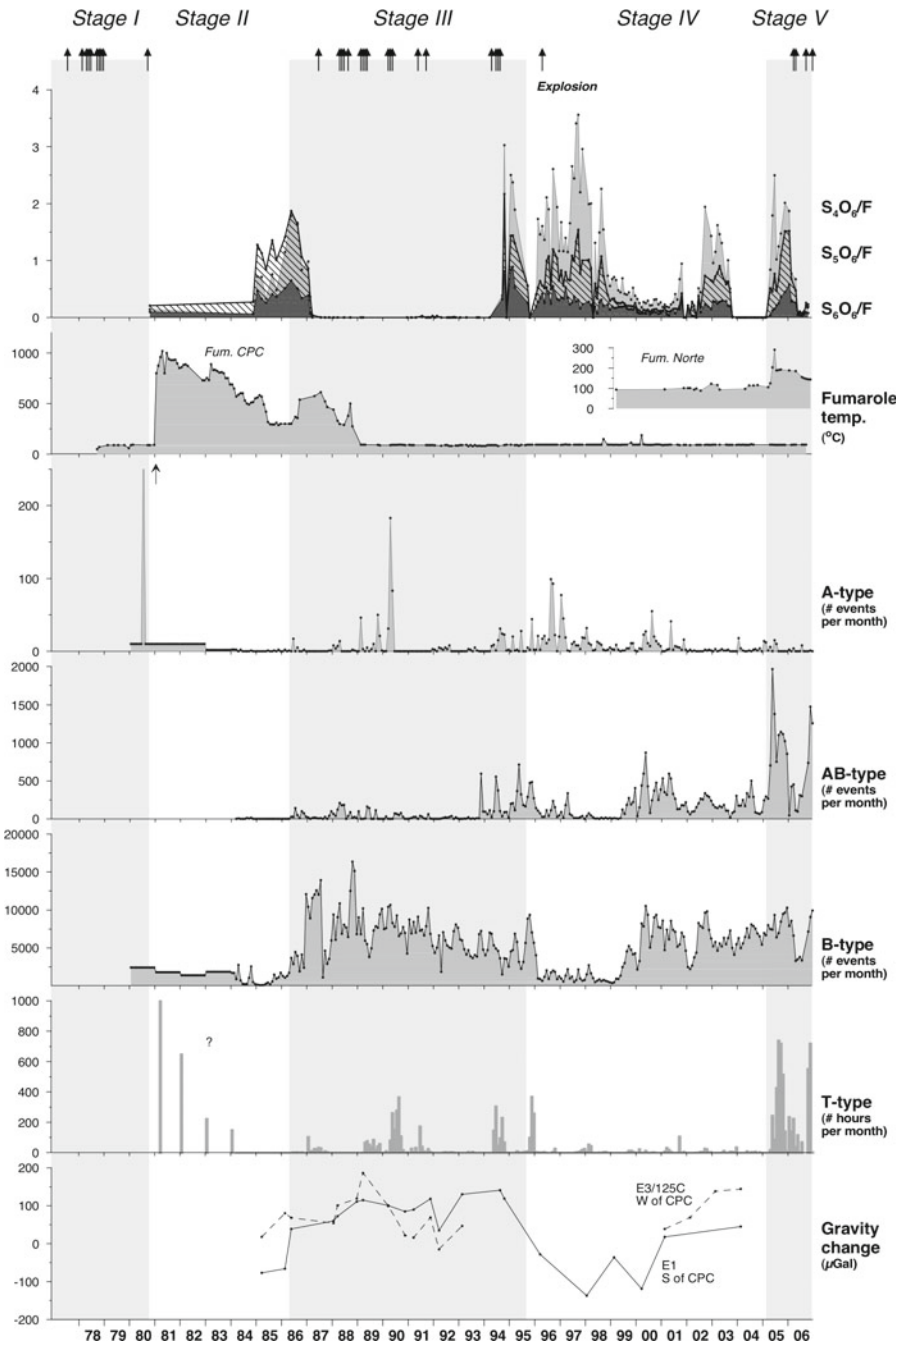 Stage I Stage II Stage III Stage IV Stage V
Explosion
4
3
2
1
0
S4O6/F
S5O6/F
S6O6/F
Fum. CPC
Fum. Norte
1000
500
0
300
200
100
0
Fumarole
temp.
(°C)
200
100
0
A-type
(# events
per month)
2000
1500
1000
500
0
AB-type
(# events
per month)
20000
15000
10000
5000
B-type
(# events
per month)
1000
800
600
400
200
0
?
T-type
(# hours
per month)
200
100
0
-100
-200
E3/125C
W of CPC
E1
S of CPC
Gravity
change
(µGal)
78 79 80 81 82 83 84 85 86 87 88 89 90 91 92 93 94 95 96 97 98 99 00 01 02 03 04 05 06